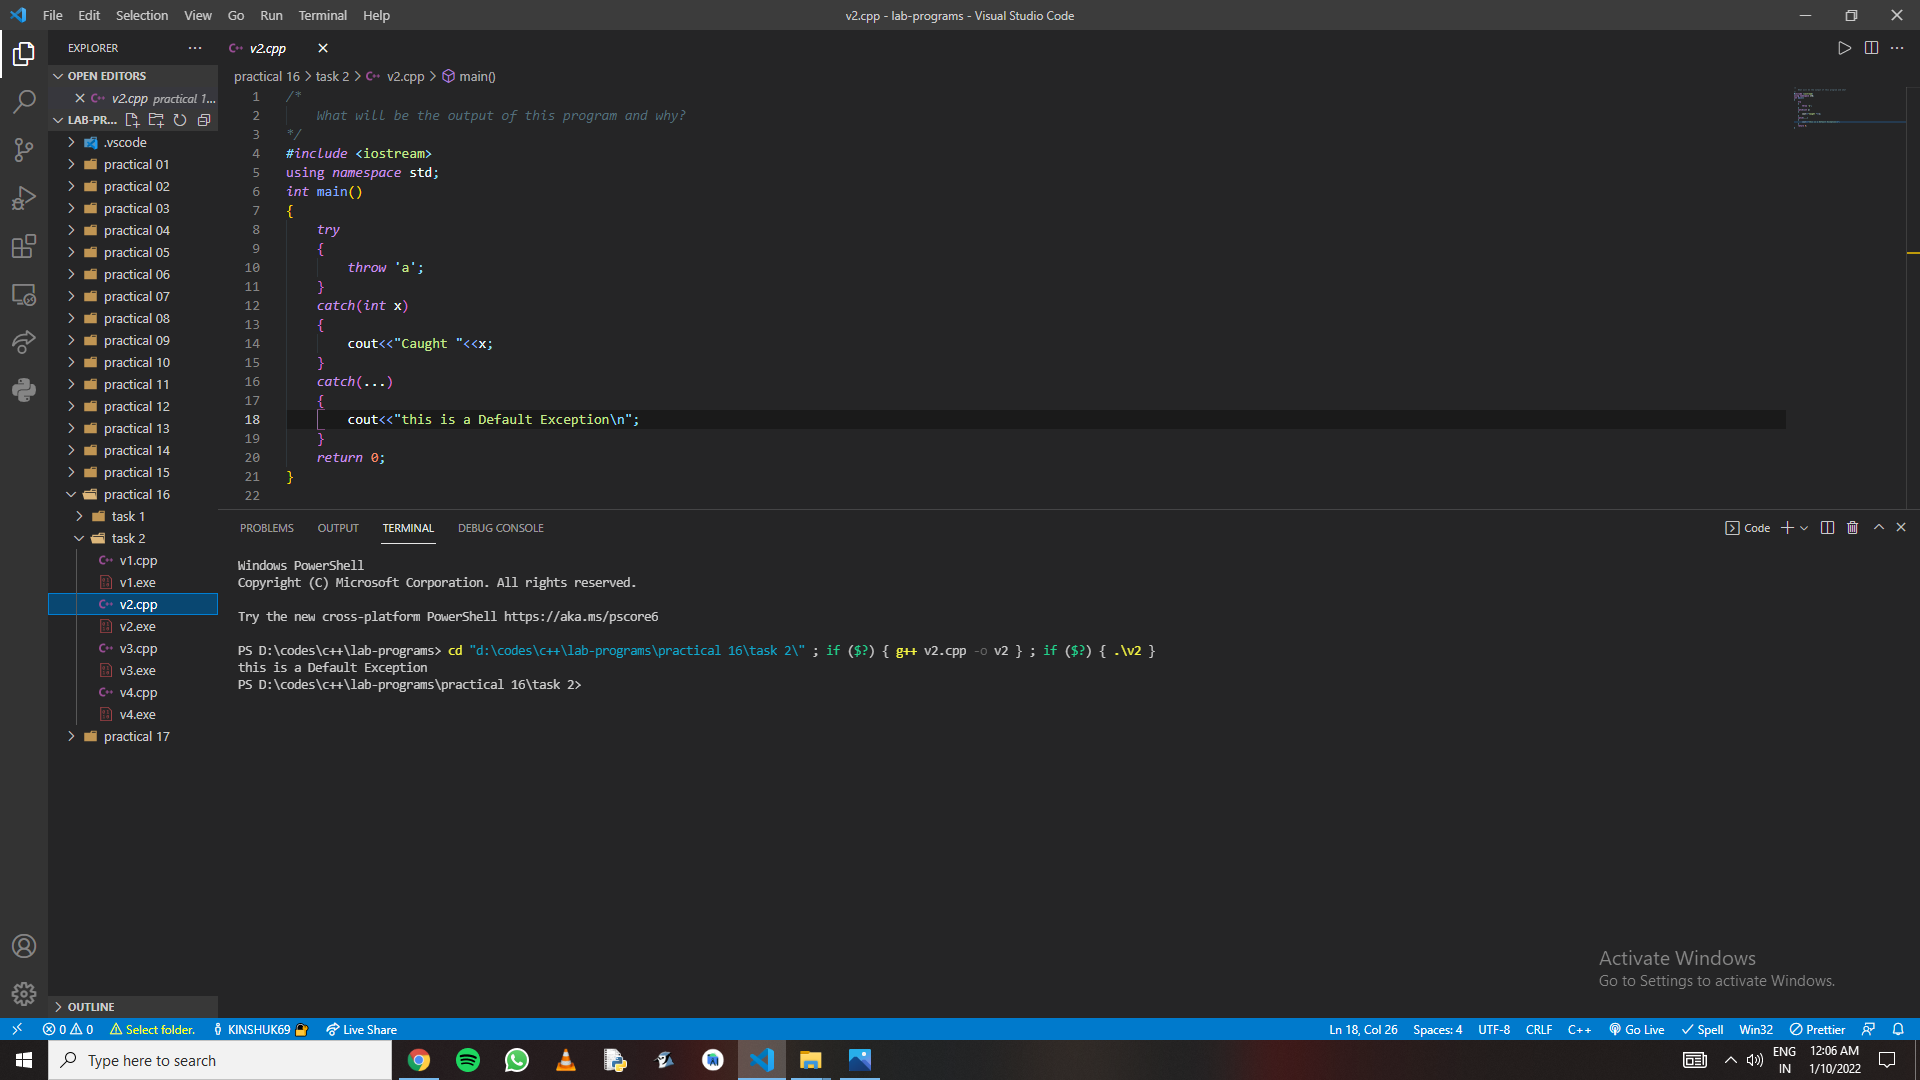 File Edit Selection View Go Run Terminal Help
v2.cpp - lab-programs - Visual Studio Code
EXPLORER
OPEN EDITORS
v2.cpp practical 1...
LAB-PR...
.vscode
practical 01
practical 02
practical 03
practical 04
practical 05
practical 06
practical 07
practical 08
practical 09
practical 10
practical 11
practical 12
practical 13
practical 14
practical 15
practical 16
task 1
task 2
v1.cpp
v1.exe
v2.cpp
v2.exe
v3.cpp
v3.exe
v4.cpp
v4.exe
practical 17
OUTLINE
v2.cpp
practical 16 > task 2 > v2.cpp > main()
1 /*
2 What will be the output of this program and why?
3 */
4 #include <iostream>
5 using namespace std;
6 int main()
7 {
8 try
9 {
10 throw 'a';
11 }
12 catch(int x)
13 {
14 cout<<"Caught "<<x;
15 }
16 catch(...)
17 {
18 cout<<"this is a Default Exception\n";
19 }
20 return 0;
21 }
22
PROBLEMS OUTPUT TERMINAL DEBUG CONSOLE
Code
Windows PowerShell
Copyright (C) Microsoft Corporation. All rights reserved.
Try the new cross-platform PowerShell https://aka.ms/pscore6
PS D:\codes\c++\lab-programs> cd "d:\codes\c++\lab-programs\practical 16\task 2\" ; if ($?) { g++ v2.cpp -o v2 } ; if ($?) { .\v2 }
this is a Default Exception
PS D:\codes\c++\lab-programs\practical 16\task 2>
Activate Windows
Go to Settings to activate Windows.
0 0 Select folder. KINSHUK69 Live Share
Ln 18, Col 26 Spaces: 4 UTF-8 CRLF C++ Go Live Spell Win32 Prettier
Type here to search
ENG
IN
12:06 AM
1/10/2022